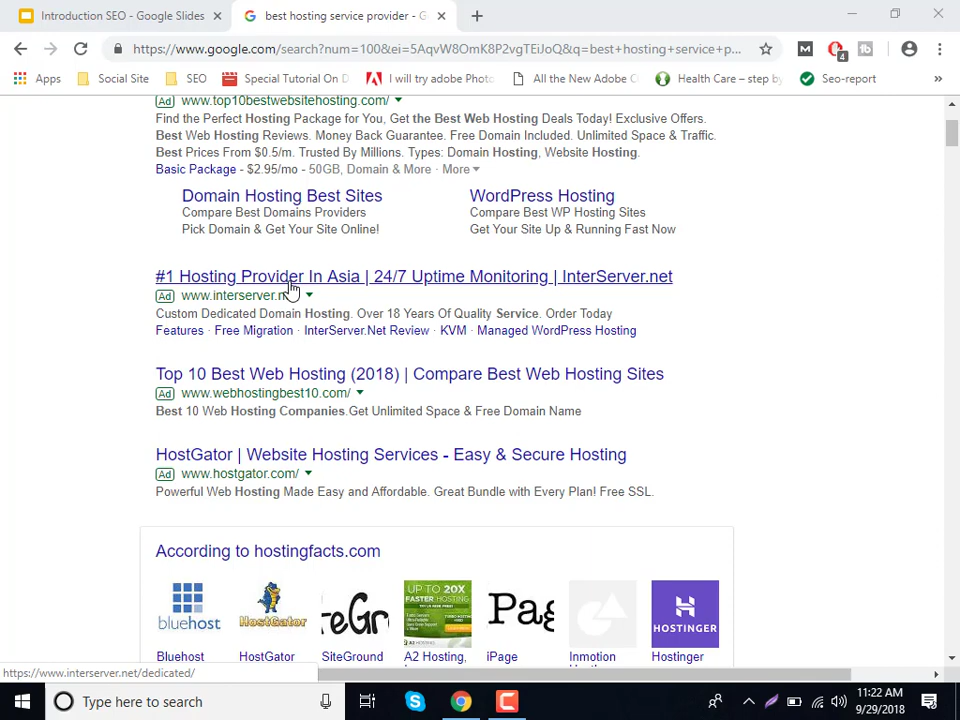 Introduction SEO - Google Slides
best hosting service provider - G
https://www.google.com/search?num=100&ei=5AqvW8OmK8P2vgTEiJoQ&q=best+hosting+service+p...
4
Apps
Social Site
SEO
Special Tutorial On D
I will try adobe Photo
All the New Adobe C
Health Care – step by
Seo-report
»
Ad www.top10bestwebsitehosting.com/
Find the Perfect Hosting Package for You, Get the Best Web Hosting Deals Today! Exclusive Offers.
Best Web Hosting Reviews. Money Back Guarantee. Free Domain Included. Unlimited Space & Traffic.
Best Prices From $0.5/m. Trusted By Millions. Types: Domain Hosting, Website Hosting.
Basic Package - $2.95/mo - 50GB, Domain & More · More
Domain Hosting Best Sites
Compare Best Domains Providers
Pick Domain & Get Your Site Online!
WordPress Hosting
Compare Best WP Hosting Sites
Get Your Site Up & Running Fast Now
#1 Hosting Provider In Asia | 24/7 Uptime Monitoring | InterServer.net
Ad www.interserver.n
Custom Dedicated Domain Hosting. Over 18 Years Of Quality Service. Order Today
Features · Free Migration · InterServer.Net Review · KVM · Managed WordPress Hosting
Top 10 Best Web Hosting (2018) | Compare Best Web Hosting Sites
Ad www.webhostingbest10.com/
Best 10 Web Hosting Companies.Get Unlimited Space & Free Domain Name
HostGator | Website Hosting Services - Easy & Secure Hosting
Ad www.hostgator.com/
Powerful Web Hosting Made Easy and Affordable. Great Bundle with Every Plan! Free SSL.
According to hostingfacts.com
bluehost
HostGator
teGr
UP TO 20X
FASTER HOSTING
A2 HOSTING
Pag
H
HOSTINGER
Bluehost
HostGator
SiteGround
A2 Hosting,
iPage
Inmotion
Hostinger
https://www.interserver.net/dedicated/
Type here to search
11:22 AM
9/29/2018